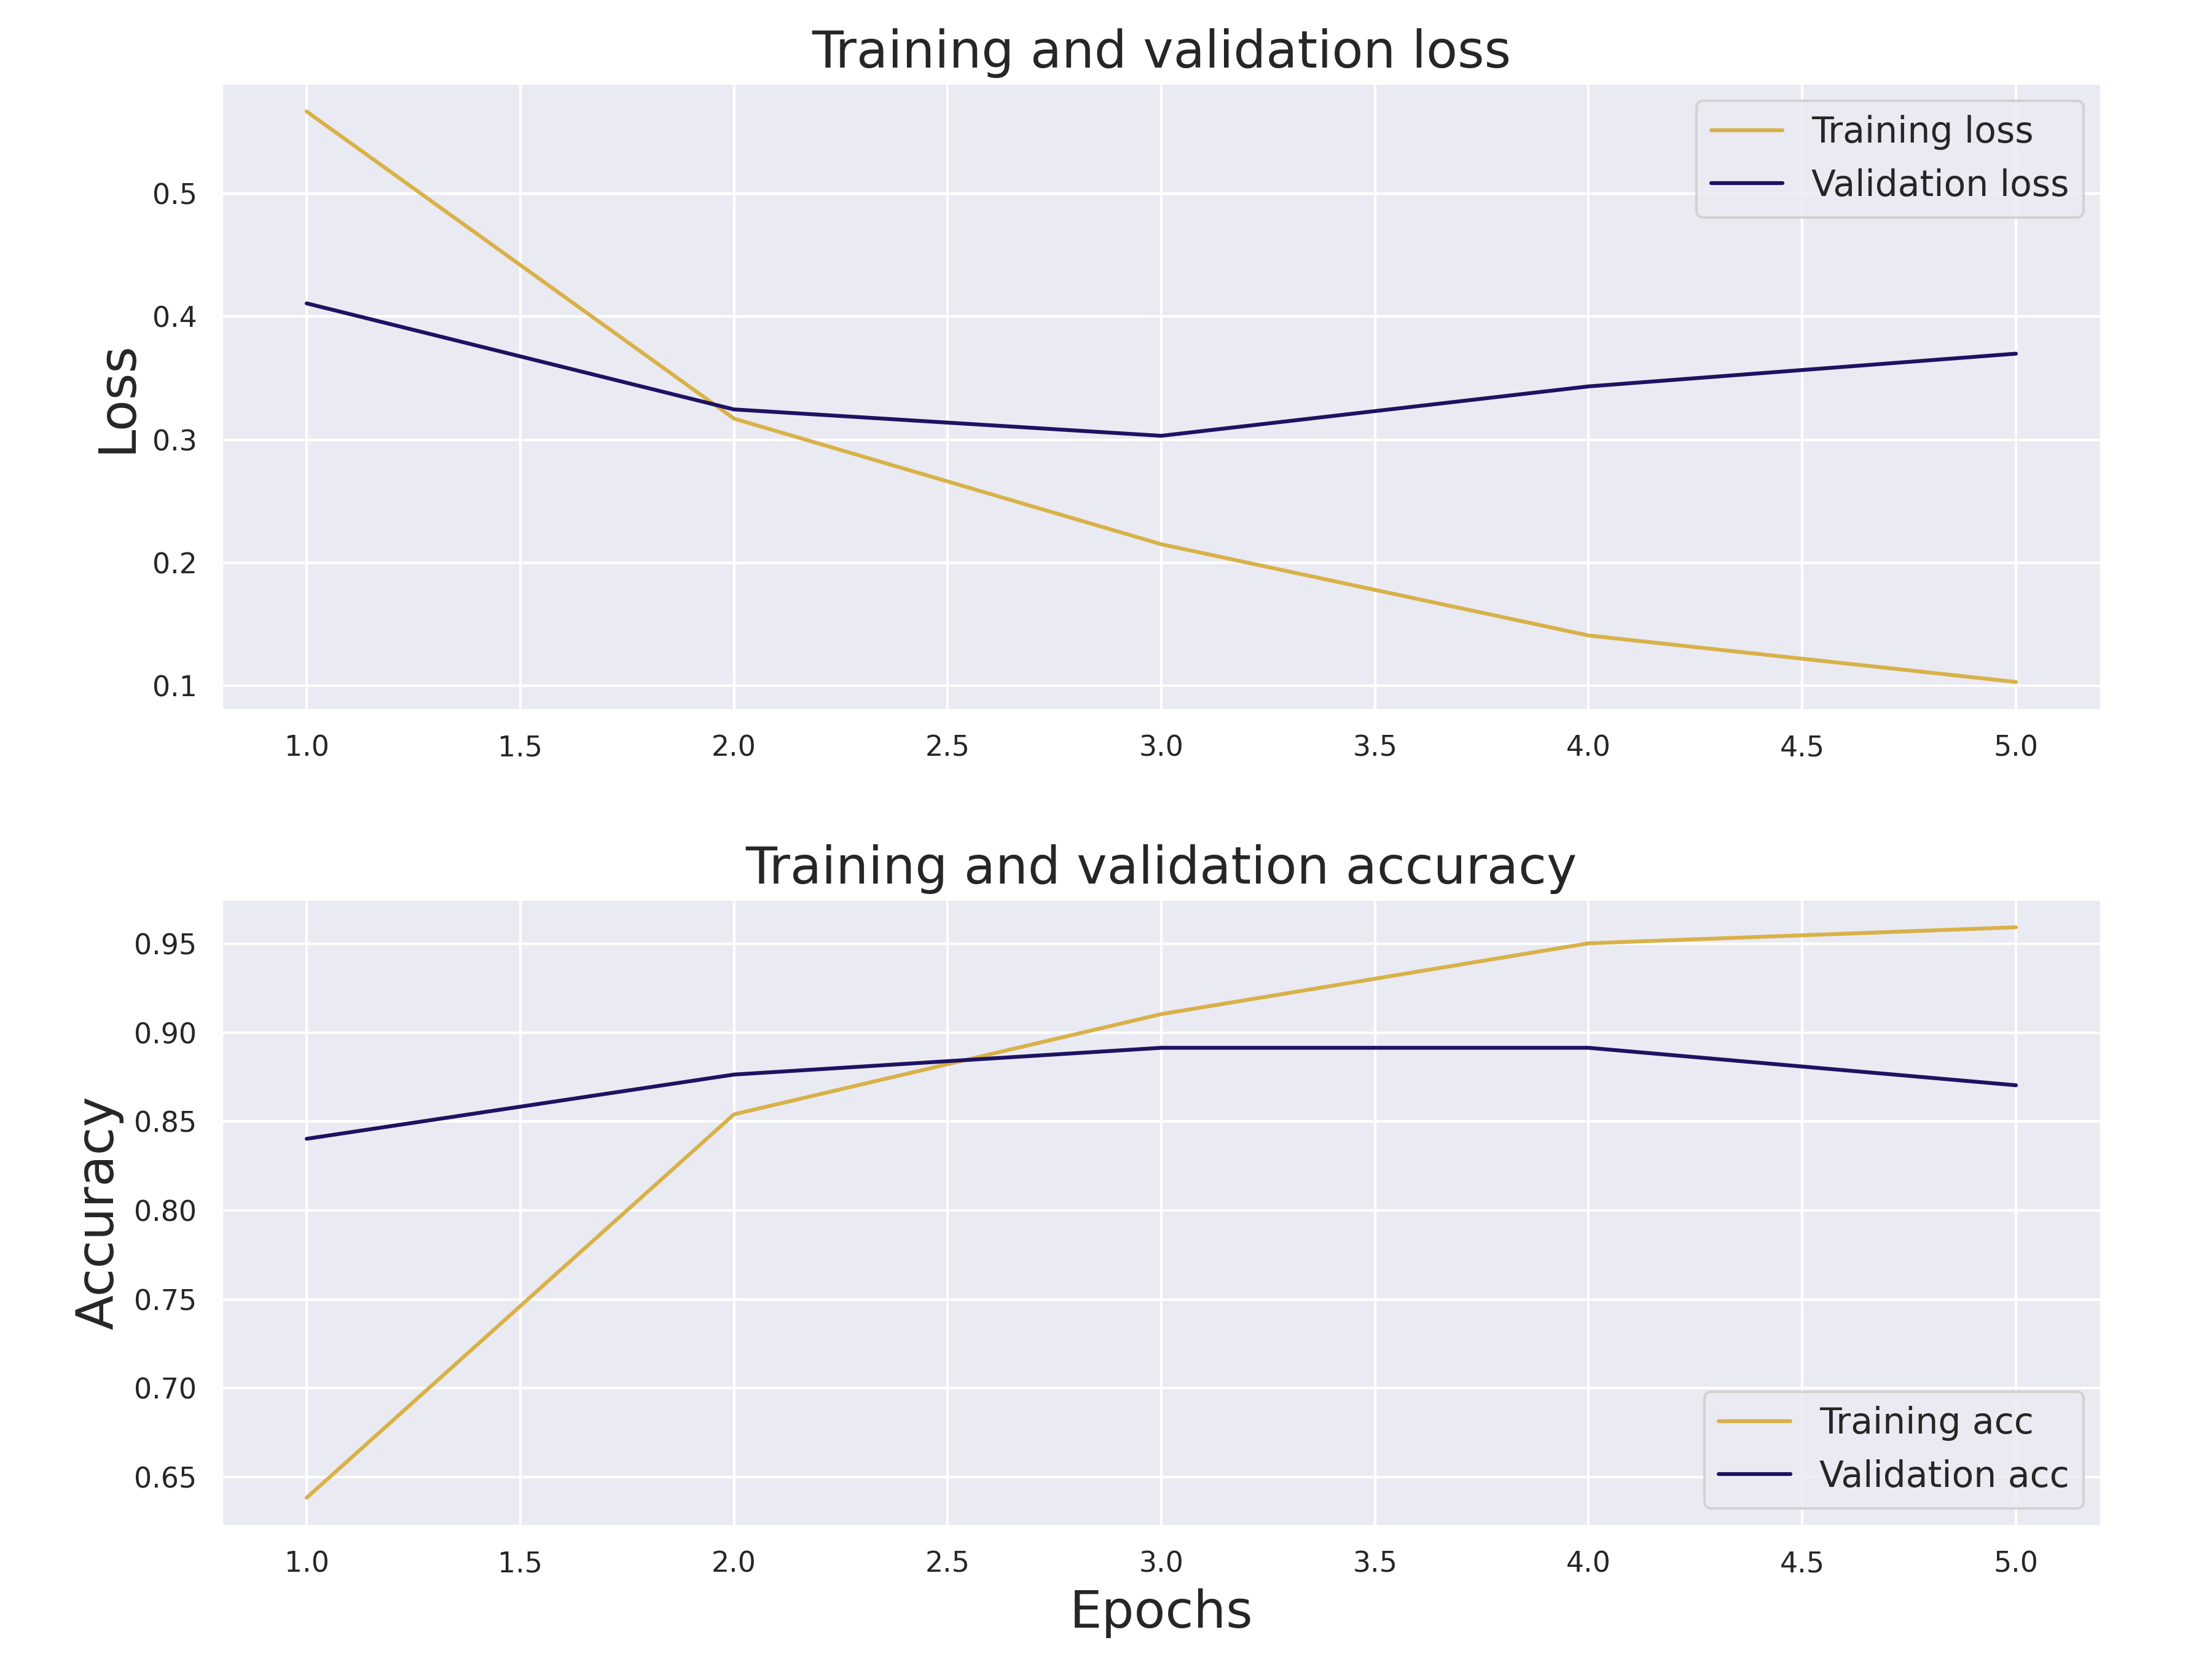 Training and validation loss
Training loss
Validation loss
Loss
0.5
0.4
0.3
0.2
0.1
1.0 1.5 2.0 2.5 3.0 3.5 4.0 4.5 5.0
Training and validation accuracy
Accuracy
0.95
0.90
0.85
0.80
0.75
0.70
0.65
Training acc
Validation acc
1.0 1.5 2.0 2.5 3.0 3.5 4.0 4.5 5.0
Epochs